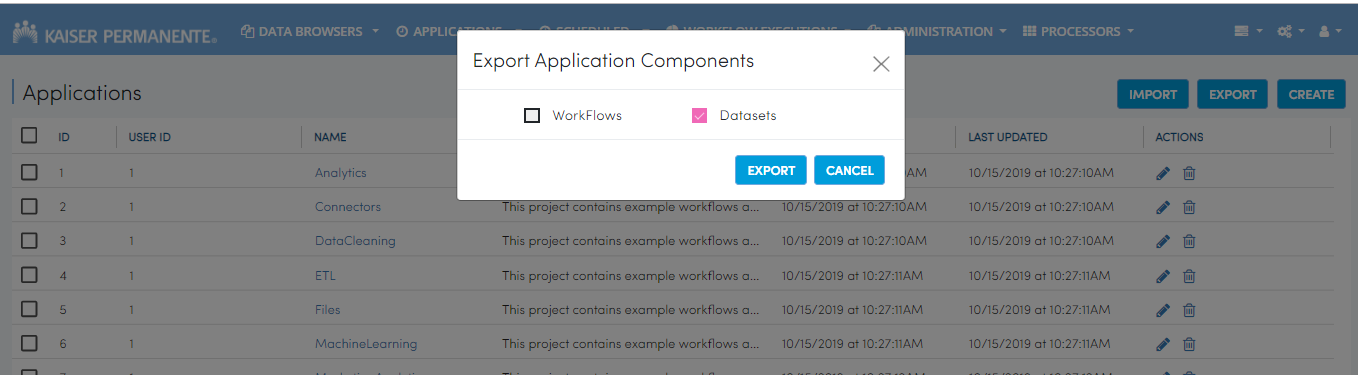 KAISER PERMANENTE®
DATA BROWSERS
APPLICATIONS
SCHEDULED
WORKFLOW EXECUTIONS
ADMINISTRATION
PROCESSORS
Export Application Components
WorkFlows Datasets
EXPORT CANCEL
Applications
IMPORT EXPORT CREATE
ID USER ID NAME LAST UPDATED ACTIONS
1 1 Analytics 10/15/2019 at 10:27:10AM
2 1 Connectors This project contains example workflows a... 10/15/2019 at 10:27:10AM 10/15/2019 at 10:27:10AM
3 1 DataCleaning This project contains example workflows a... 10/15/2019 at 10:27:10AM 10/15/2019 at 10:27:10AM
4 1 ETL This project contains example workflows a... 10/15/2019 at 10:27:11AM 10/15/2019 at 10:27:11AM
5 1 Files This project contains example workflows a... 10/15/2019 at 10:27:11AM 10/15/2019 at 10:27:11AM
6 1 MachineLearning This project contains example workflows a... 10/15/2019 at 10:27:11AM 10/15/2019 at 10:27:11AM